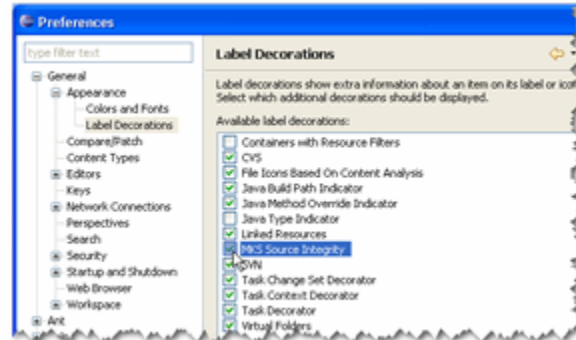 Preferences
type filter text
General
Appearance
Colors and Fonts
Label Decorations
Compare/Patch
Content Types
Editors
Keys
Network Connections
Perspectives
Search
Security
Startup and Shutdown
Web Browser
Workspace
Ant
Label Decorations
Label decorations show extra information about an item on its label or icon
Select which additional decorations should be displayed.
Available label decorations:
Containers with Resource Filters
CVS
File Icons Based On Content Analysis
Java Build Path Indicator
Java Method Override Indicator
Java Type Indicator
Linked Resources
MKS Source Integrity
SVN
Task Change Set Decorator
Task Context Decorator
Task Decorator
Virtual Folders